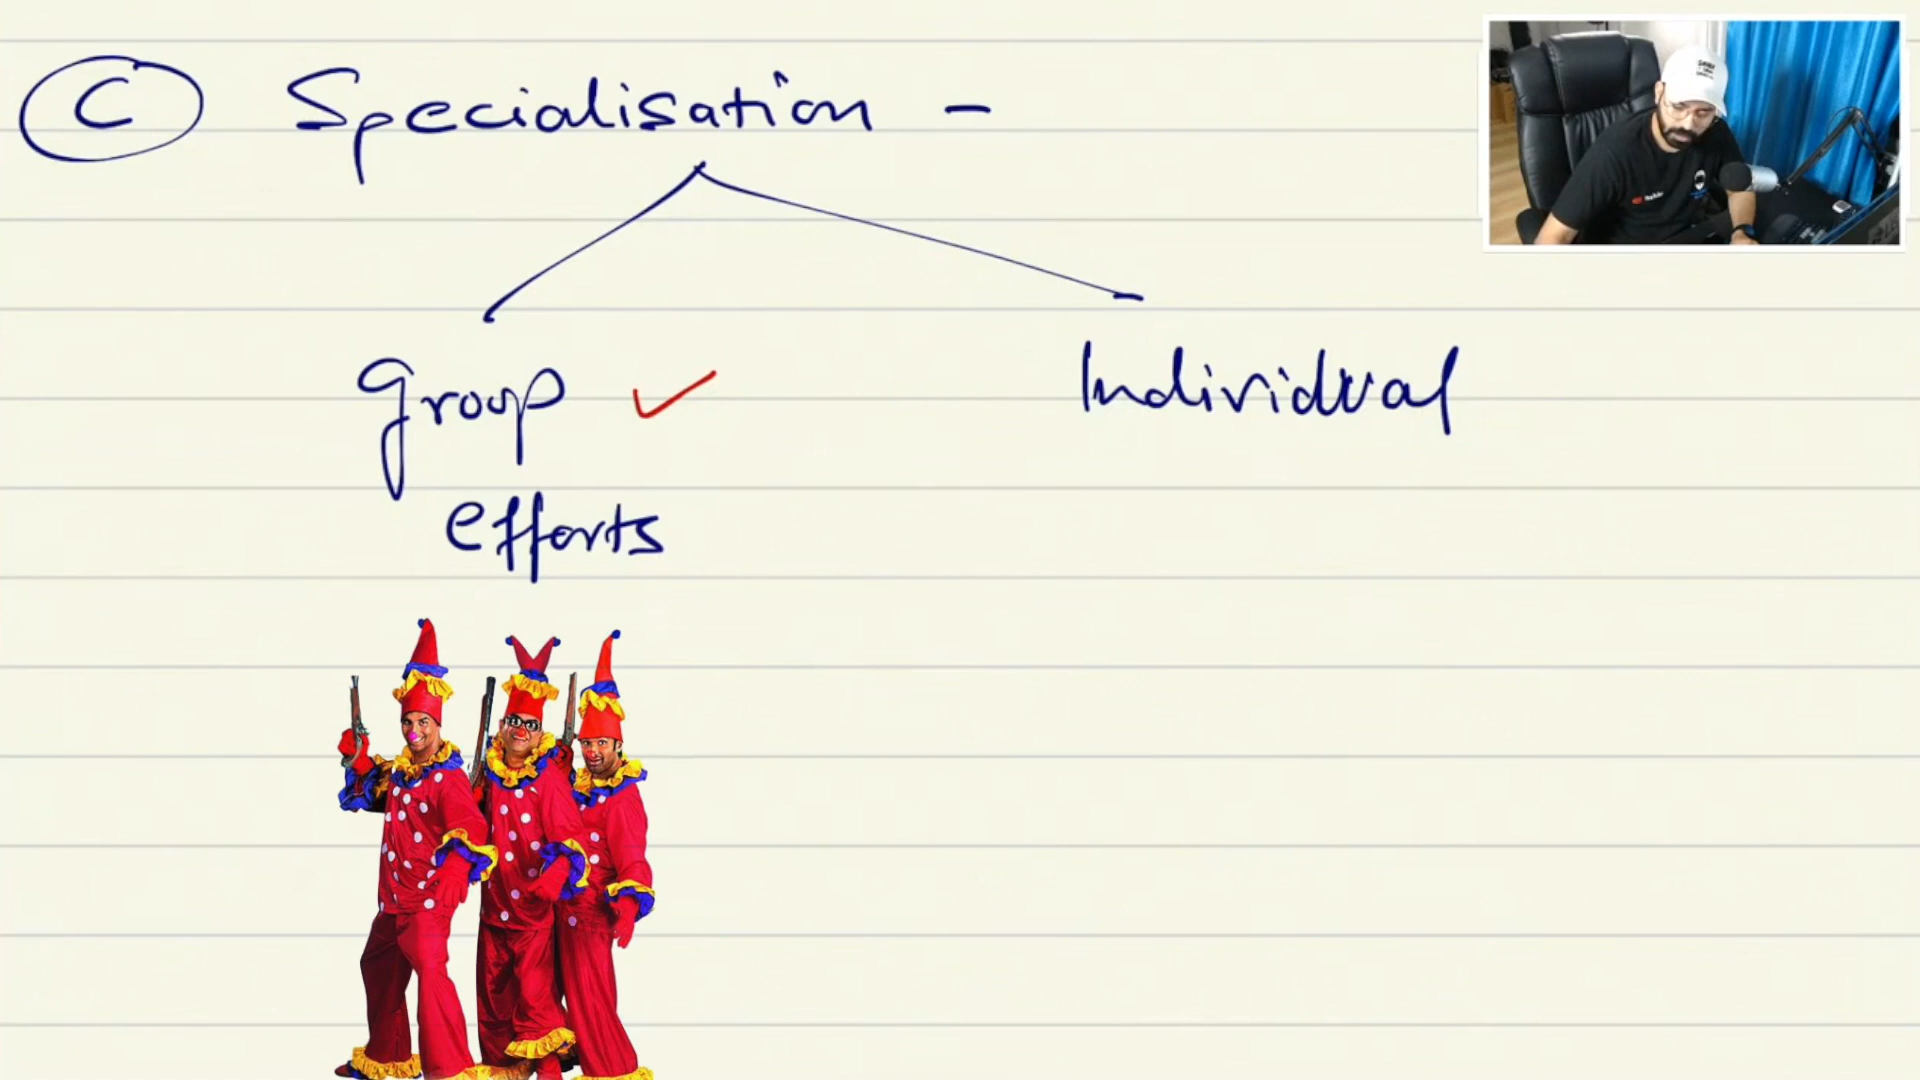 C Specialisation -
Group ✓ Individual
efforts